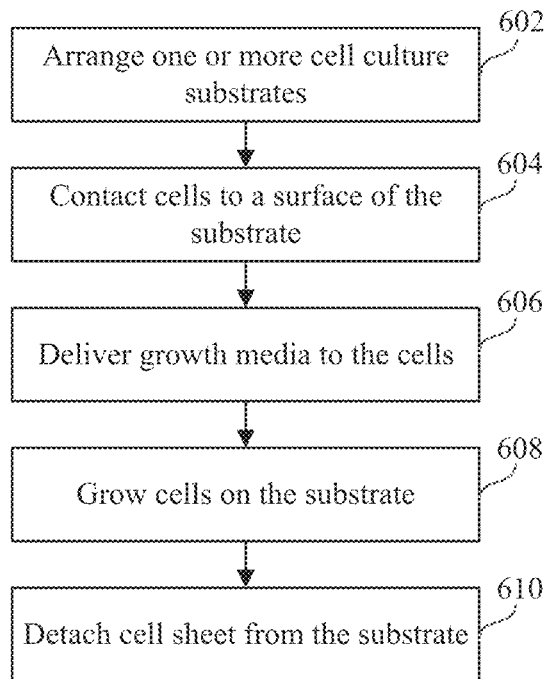 602
Arrange one or more cell culture
substrates
604
Contact cells to a surface of the
substrate
606
Deliver growth media to the cells
608
Grow cells on the substrate
610
Detach cell sheet from the substrate